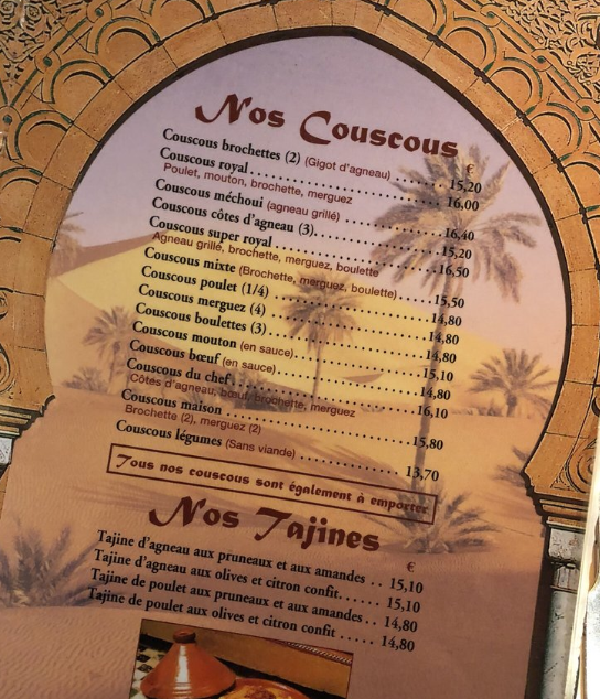 Nos Couscous
€
Couscous brochettes (2) (Gigot d'agneau) ....... 15,20
Couscous royal .............................. 16,00
Poulet, mouton, brochette, merguez
Couscous méchoui (agneau grillé) ............... 16,40
Couscous côtes d'agneau (3)..................... 15,20
Couscous super royal ........................... 16,50
Agneau grillé, brochette, merguez, boulette
Couscous mixte (Brochette, merguez, boulette)..... 15,50
Couscous poulet (1/4) .......................... 14,80
Couscous merguez (4) ........................... 14,80
Couscous boulettes (3) ......................... 14,80
Couscous mouton (en sauce)...................... 15,10
Couscous bœuf (en sauce)........................ 14,80
Couscous du chef ............................... 16,10
Côtes d'agneau, bœuf, brochette, merguez
Couscous maison ................................ 15,80
Brochette (2), merguez (2)
Couscous légumes (Sans viande) ................. 13,70
Tous nos couscous sont également à emporter
Nos Tajines
€
Tajine d'agneau aux pruneaux et aux amandes .. 15,10
Tajine d'agneau aux olives et citron confit...... 15,10
Tajine de poulet aux pruneaux et aux amandes.. 14,80
Tajine de poulet aux olives et citron confit ..... 14,80